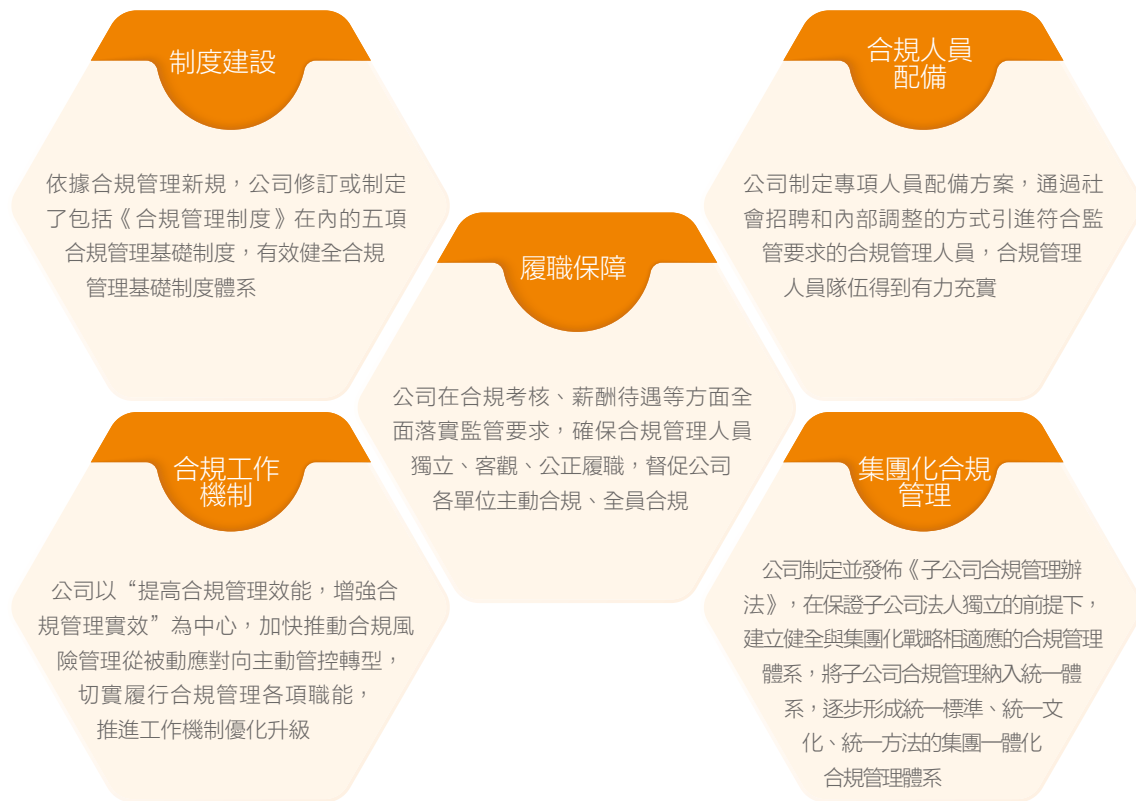 制度建設
依據合規管理新規，公司修訂或制定
了包括《合規管理制度》在內的五項
合規管理基礎制度，有效健全合規
管理基礎制度體系
合規人員
配備
公司制定專項人員配備方案，通過社
會招聘和內部調整的方式引進符合監
管要求的合規管理人員，合規管理
人員隊伍得到有力充實
履職保障
公司在合規考核、薪酬待遇等方面全
面落實監管要求，確保合規管理人員
獨立、客觀、公正履職，督促公司
各單位主動合規、全員合規
合規工作
機制
公司以“提高合規管理效能，增強合
規管理實效”為中心，加快推動合規風
險管理從被動應對向主動管控轉型，
切實履行合規管理各項職能，
推進工作機制優化升級
集團化合規
管理
公司制定並發佈《子公司合規管理辦
法》，在保證子公司法人獨立的前提下，
建立健全與集團化戰略相適應的合規管理
體系，將子公司合規管理納入統一體
系，逐步形成統一標準、統一文
化、統一方法的集團一體化
合規管理體系